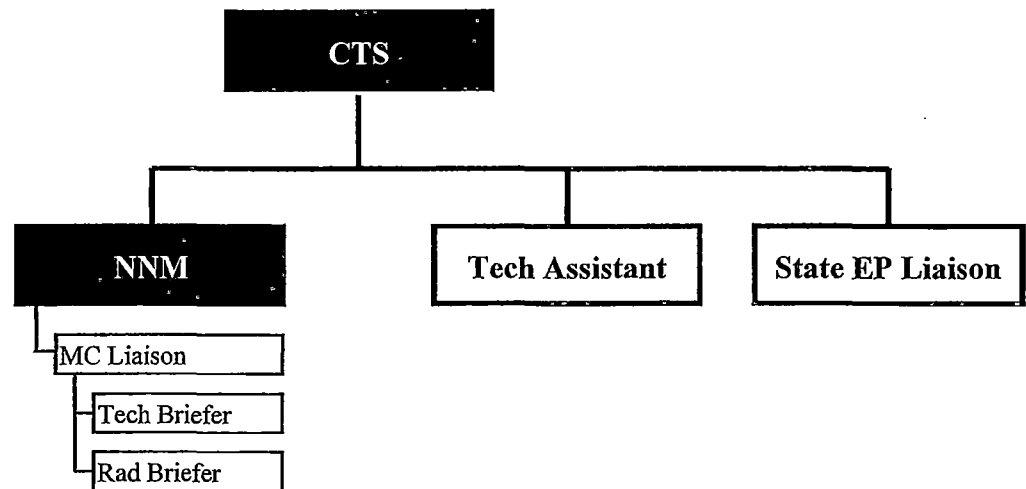 CTS
NNM
Tech Assistant
State EP Liaison
MC Liaison
Tech Briefer
Rad Briefer